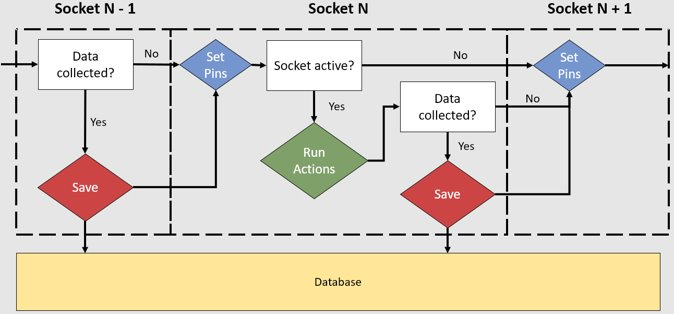 Socket N - 1
Socket N
Socket N + 1
Data
collected?
No
Set
Pins
Socket active?
No
Set
Pins
Yes
Yes
Data
collected?
No
Run
Actions
Yes
Save
Save
Database